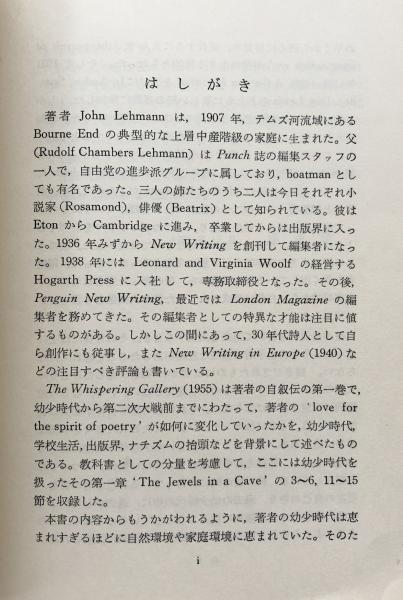 はしがき
著者 John Lehmann は, 1907 年, テムズ河流域にある
Bourne End の典型的な上層中産階級の家庭に生まれた. 父
(Rudolf Chambers Lehmann) は Punch 誌の編集スタッフの
一人で, 自由党の進歩派グループに属しており, boatman とし
ても有名であった. 三人の姉たちのうち二人は今日それぞれ小
説家 (Rosamond), 俳優 (Beatrix) として知られている. 彼は
Eton から Cambridge に進み, 卒業してからは出版界に入っ
た. 1936 年みずから New Writing を創刊して編集者になっ
た. 1938 年には Leonard and Virginia Woolf の経営する
Hogarth Press に入社して, 専務取締役となった. その後,
Penguin New Writing, 最近では London Magazine の編
集者を務めてきた. その編集者としての特異な才能は注目に値
するものがある. しかしこの間にあって, 30 年代詩人として自
ら創作にも従事し, また New Writing in Europe (1940) な
どの注目すべき評論も書いている.
The Whispering Gallery (1955) は著者の自叙伝の第一巻で,
幼少時代から第二次大戦前までにわたって, 著者の 'love for
the spirit of poetry' が如何に変化していったかを, 幼少時代,
学校生活, 出版界, ナチズムの抬頭などを背景にして述べたもの
である. 教科書としての分量を考慮して, ここには幼少時代を
扱ったその第一章 'The Jewels in a Cave' の 3~6, 11~15
節を収録した.
本書の内容からもうかがわれるように, 著者の幼少時代は恵
まれすぎるほどに自然環境や家庭環境に恵まれていた. そのた
i